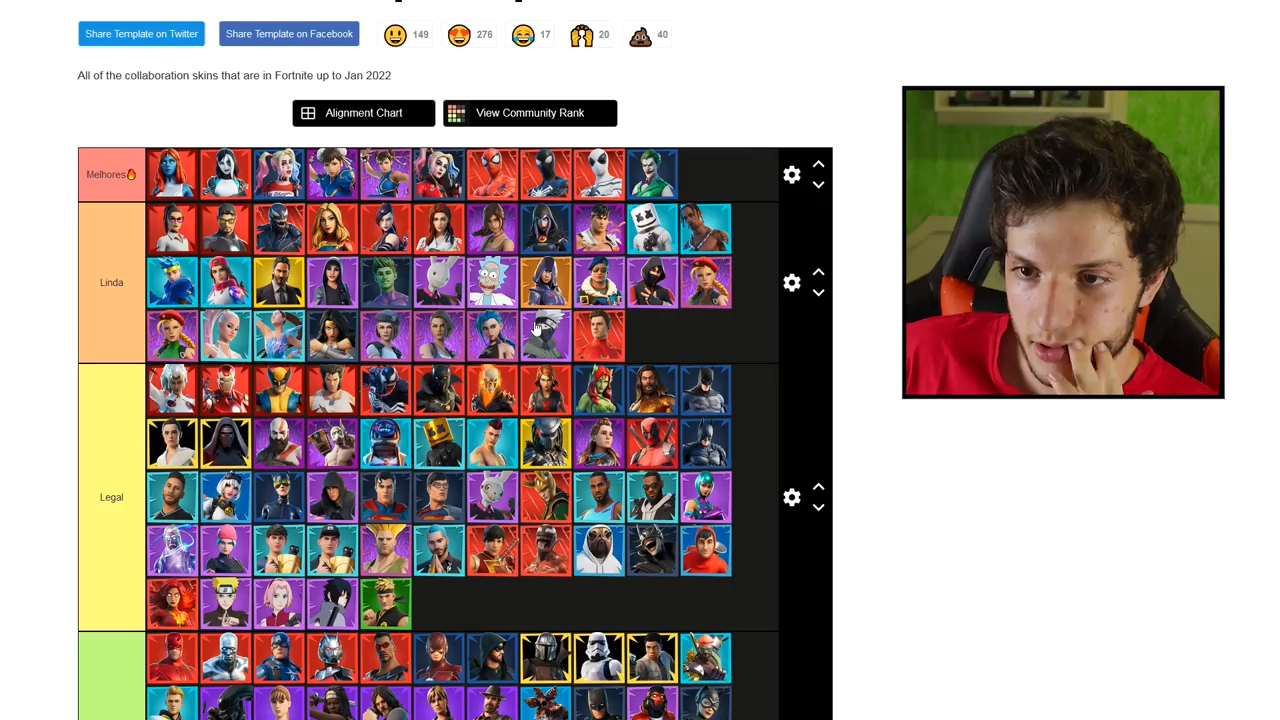 Share Template on Twitter
Share Template on Facebook
149
276
17
20
40
All of the collaboration skins that are in Fortnite up to Jan 2022
Alignment Chart
View Community Rank
Melhores🔥
Linda
Legal